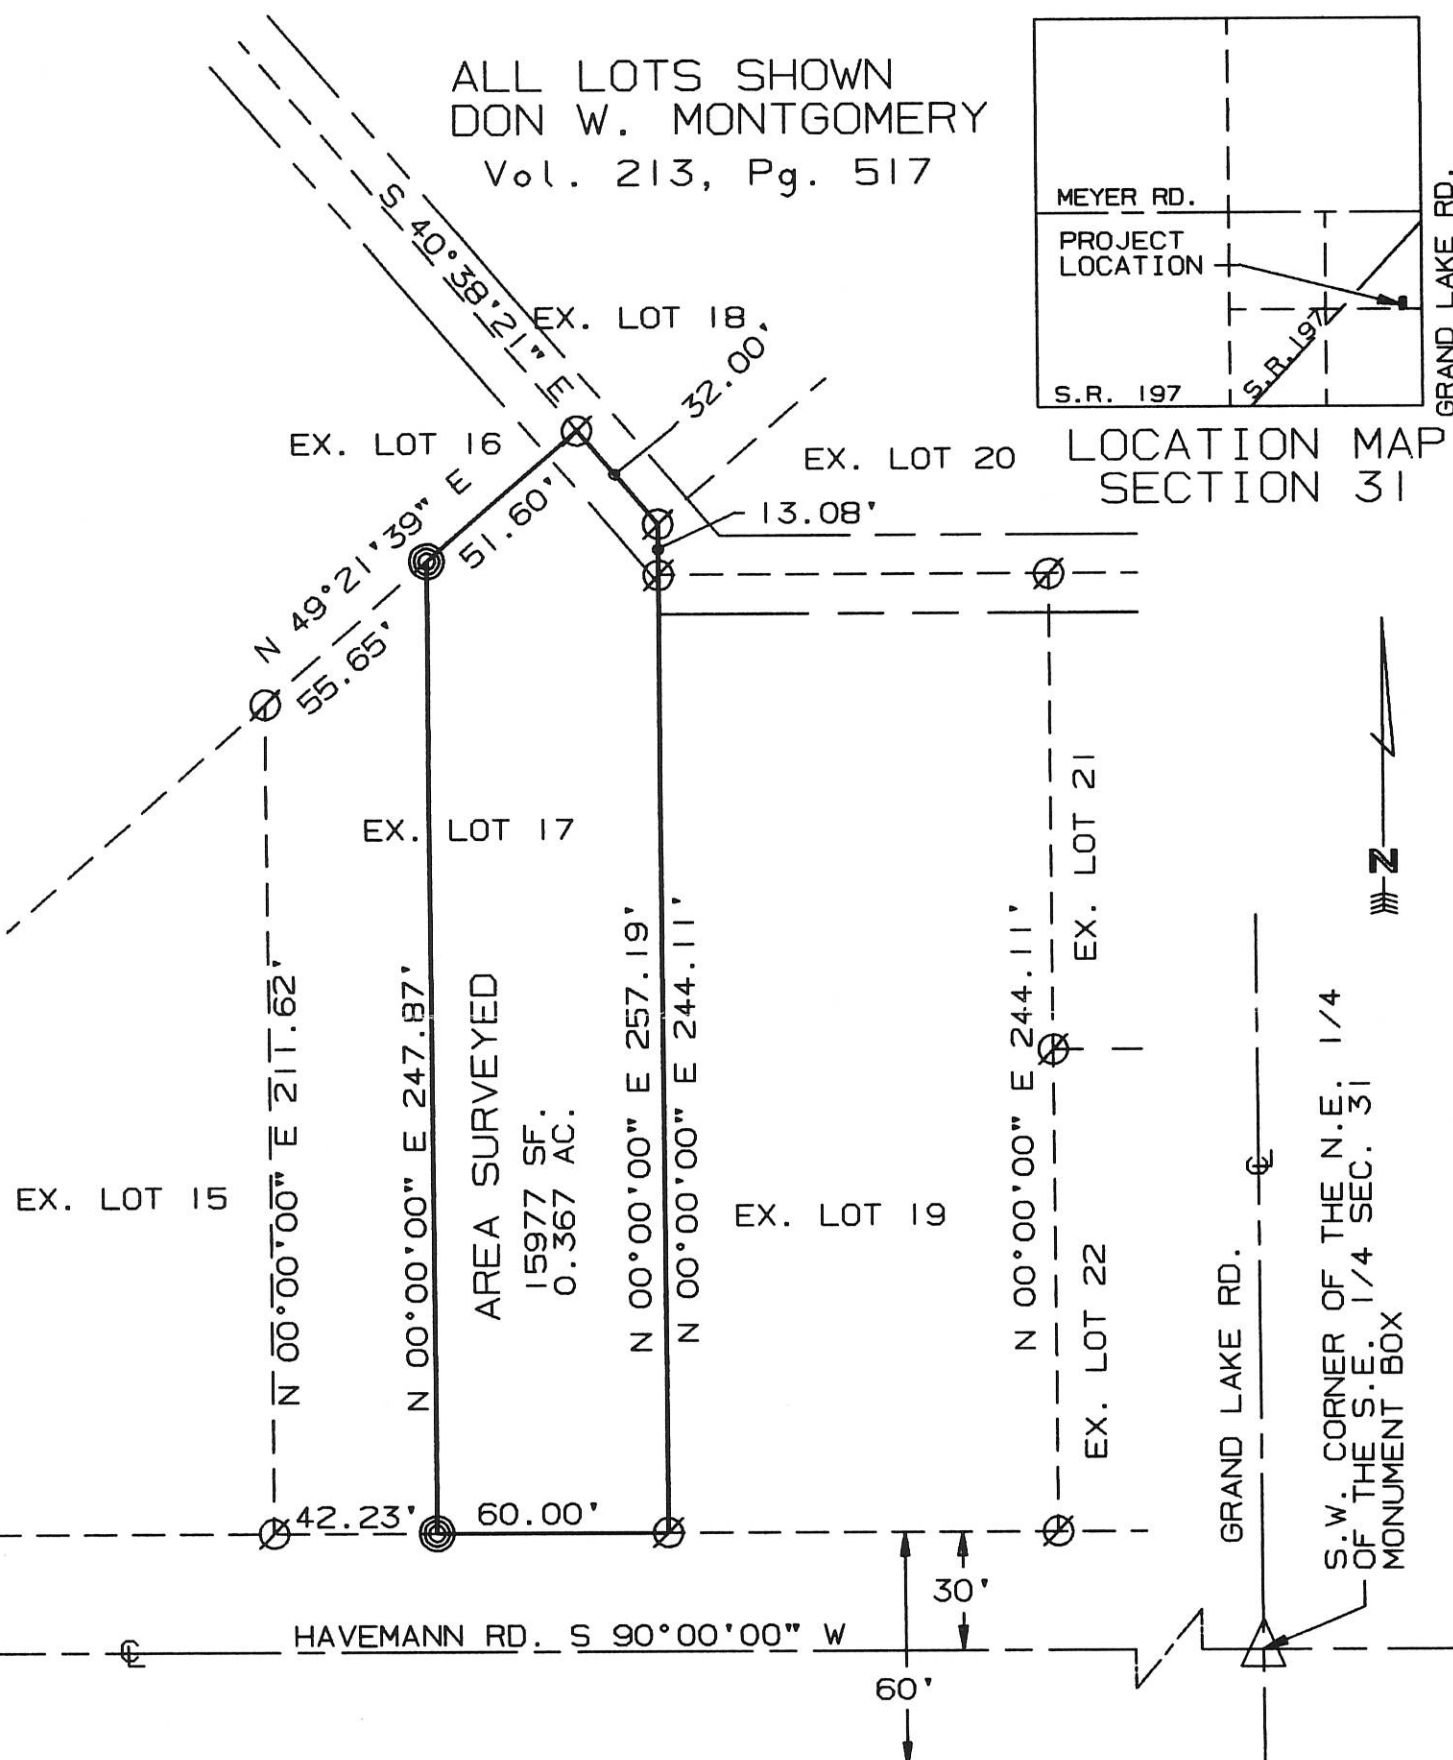 ALL LOTS SHOWN
DON W. MONTGOMERY
Vol. 213, Pg. 517
MEYER RD.
PROJECT
LOCATION
S.R. 197
S.R. 197
GRAND LAKE RD.
LOCATION MAP
SECTION 31
S 40°38'21" E
EX. LOT 18
32.00'
EX. LOT 16
EX. LOT 20
13.08'
N 49°21'39" E
51.60'
55.65'
EX. LOT 17
EX. LOT 21
N
N 00°00'00" E 211.62'
N 00°00'00" E 247.87'
AREA SURVEYED
15977 SF.
0.367 AC.
N 00°00'00" E 257.19'
N 00°00'00" E 244.11'
N 00°00'00" E 244.11'
EX. LOT 15
EX. LOT 19
EX. LOT 22
GRAND LAKE RD.
CL
S.W. CORNER OF THE N.E. 1/4
OF THE S.E. 1/4 SEC. 31
MONUMENT BOX
42.23'
60.00'
30'
HAVEMANN RD. S 90°00'00" W
CL
60'